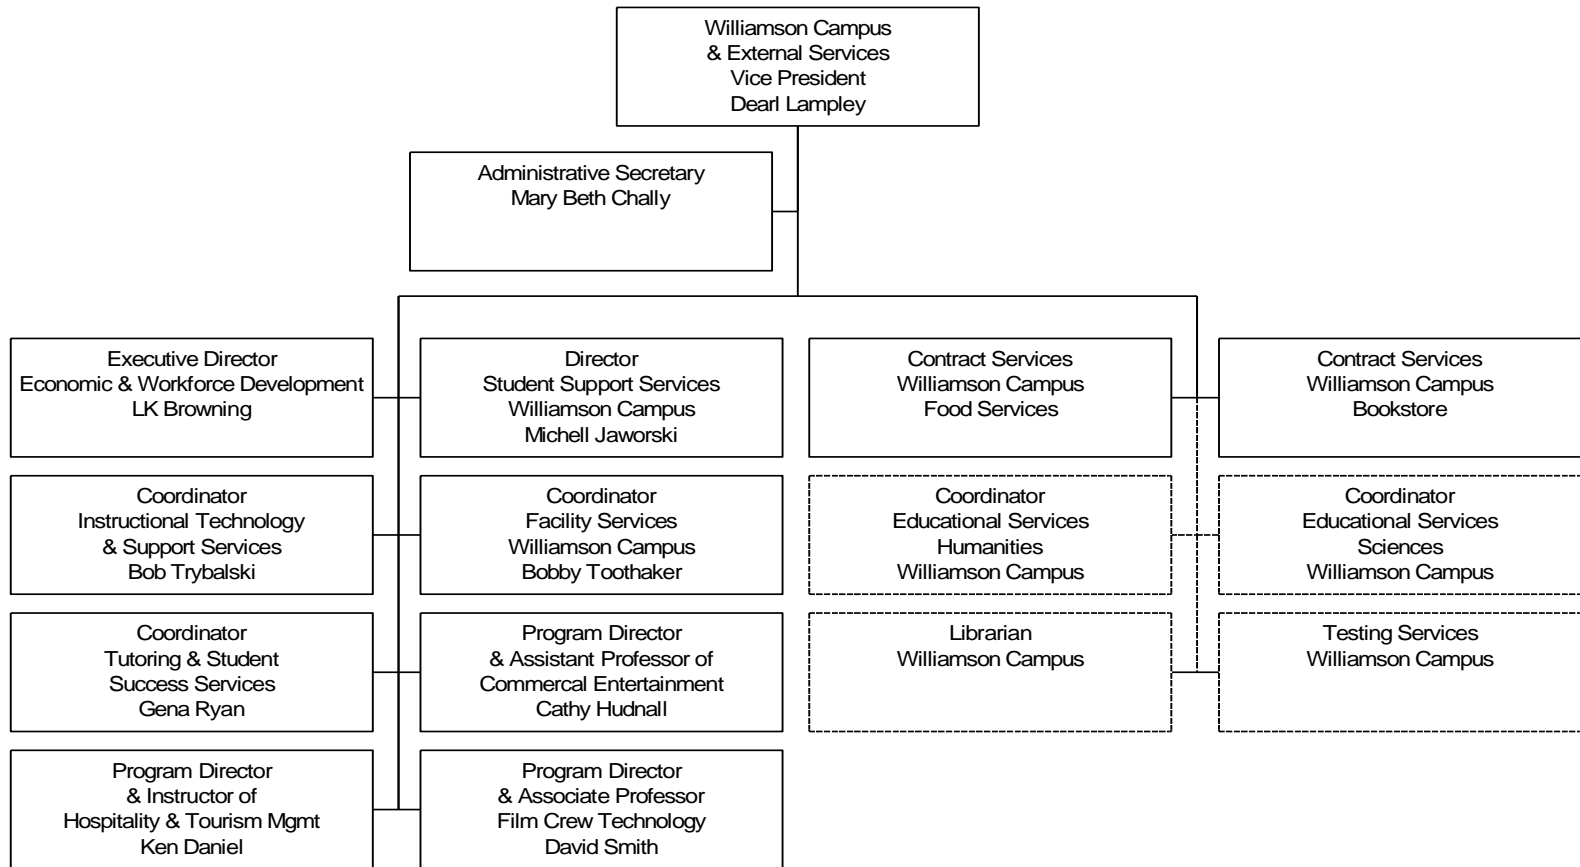 Williamson Campus
& External Services
Vice President
Dearl Lampley
Administrative Secretary
Mary Beth Chally
Executive Director
Economic & Workforce Development
LK Browning
Director
Student Support Services
Williamson Campus
Michell Jaworski
Contract Services
Williamson Campus
Food Services
Contract Services
Williamson Campus
Bookstore
Coordinator
Instructional Technology
& Support Services
Bob Trybalski
Coordinator
Facility Services
Williamson Campus
Bobby Toothaker
Coordinator
Educational Services
Humanities
Williamson Campus
Coordinator
Educational Services
Sciences
Williamson Campus
Coordinator
Tutoring & Student
Success Services
Gena Ryan
Program Director
& Assistant Professor of
Commercal Entertainment
Cathy Hudnall
Librarian
Williamson Campus
Testing Services
Williamson Campus
Program Director
& Instructor of
Hospitality & Tourism Mgmt
Ken Daniel
Program Director
& Associate Professor
Film Crew Technology
David Smith